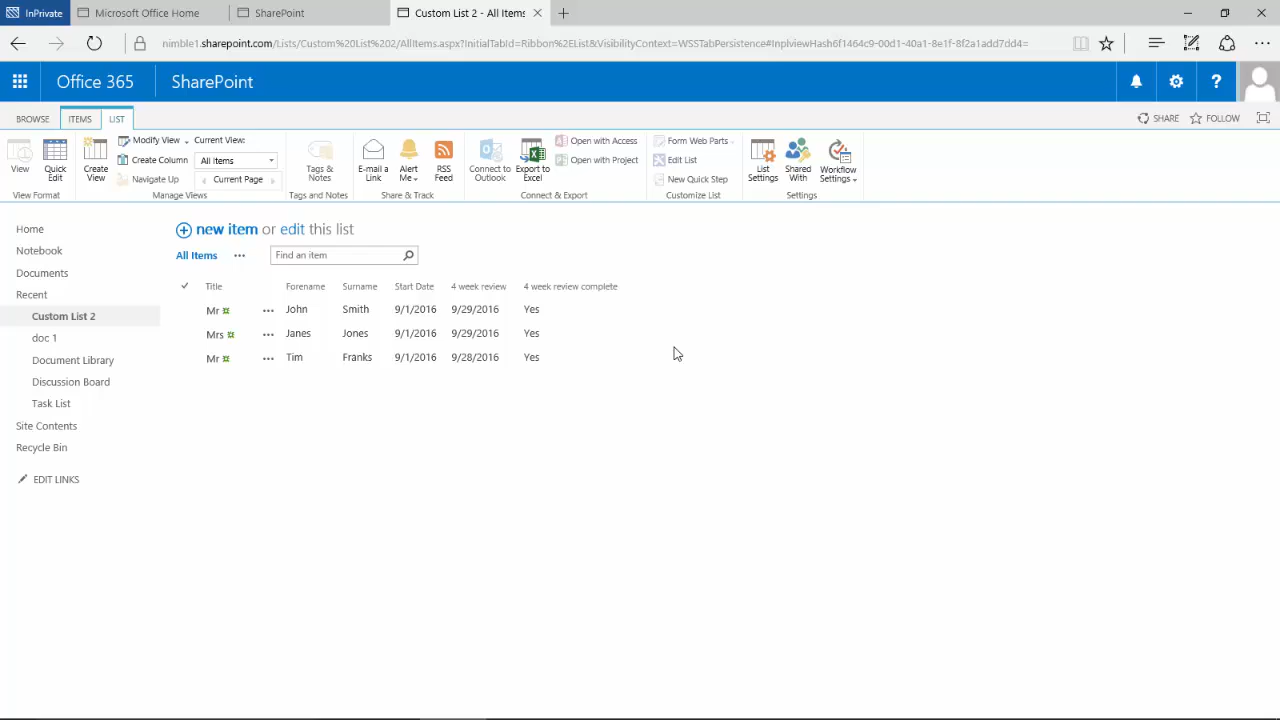 InPrivate Microsoft Office Home SharePoint Custom List 2 - All Items
nimble1.sharepoint.com/Lists/Custom%20List%202/AllItems.aspx?InitialTabId=Ribbon%2EList&VisibilityContext=WSSTabPersistence#InplviewHash6f1464c9-00d1-40a1-8e1f-8f2a1add7dd4=
Office 365 SharePoint ?
BROWSE ITEMS LIST SHARE FOLLOW
View
Quick Edit
Create View
Modify View
Create Column
Navigate Up
Current View:
All Items
Current Page
Tags & Notes
E-mail a Link
Alert Me
RSS Feed
Connect to Outlook
Export to Excel
Open with Access
Open with Project
Form Web Parts
Edit List
New Quick Step
List Settings
Shared With
Workflow Settings
View Format Manage Views Tags and Notes Share & Track Connect & Export Customize List Settings
Home
Notebook
Documents
Recent
Custom List 2
doc 1
Document Library
Discussion Board
Task List
Site Contents
Recycle Bin
EDIT LINKS
new item or edit this list
All Items ... Find an item
Title Forename Surname Start Date 4 week review 4 week review complete
Mr ... John Smith 9/1/2016 9/29/2016 Yes
Mrs ... Janes Jones 9/1/2016 9/29/2016 Yes
Mr ... Tim Franks 9/1/2016 9/28/2016 Yes